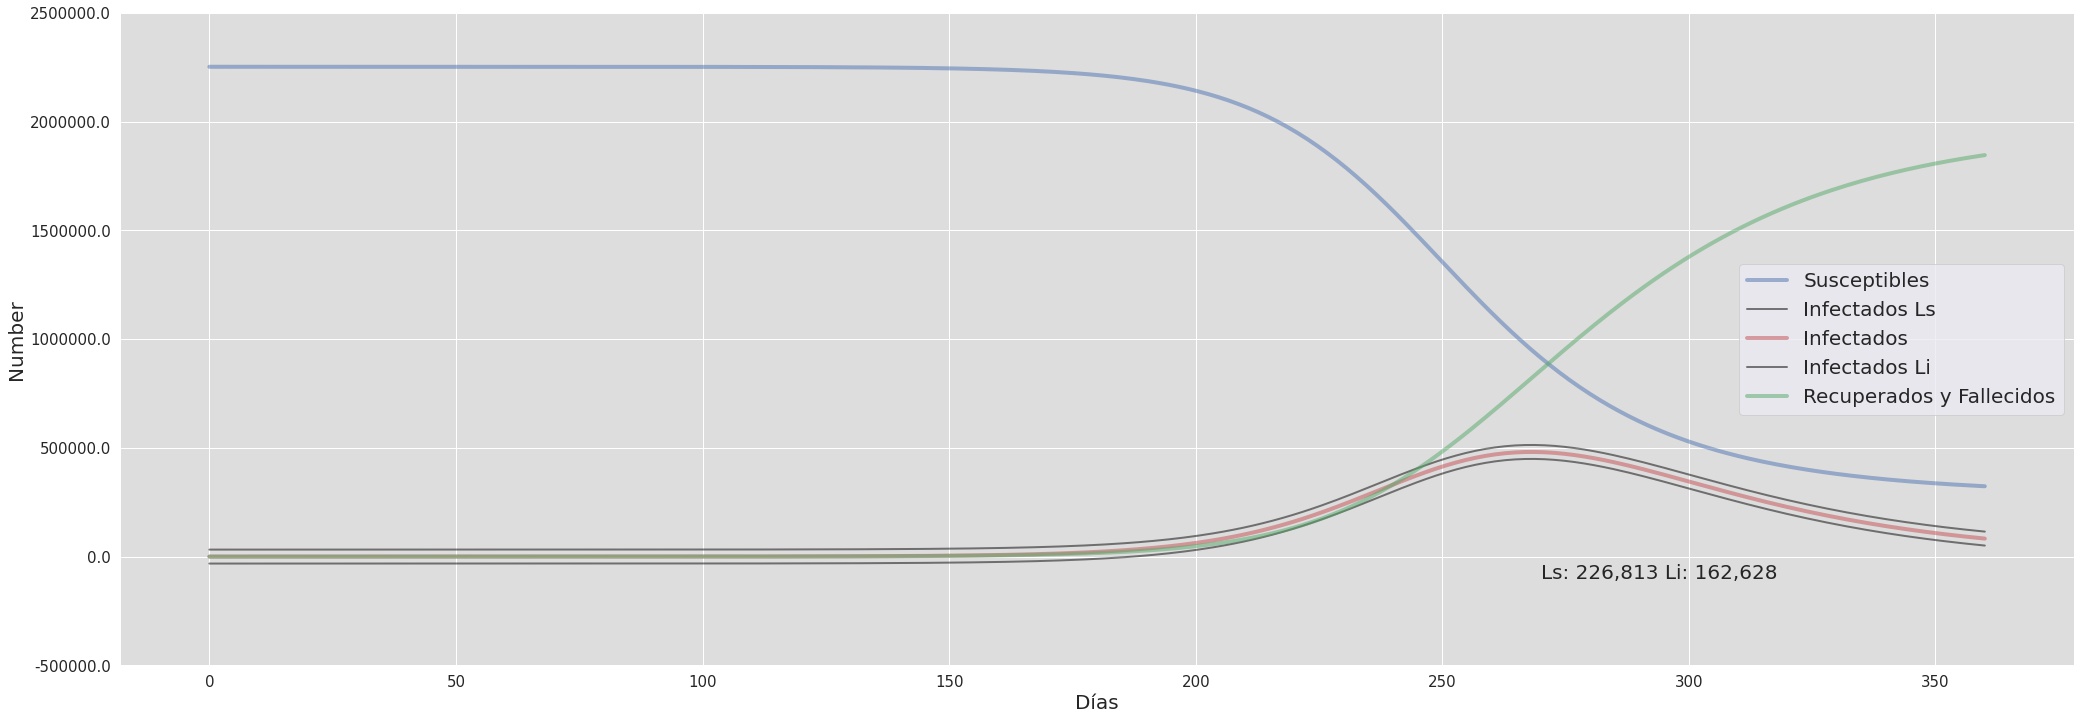 2500000.0
2000000.0
1500000.0
1000000.0
500000.0
0.0
-500000.0
Number
Susceptibles
Infectados Ls
Infectados
Infectados Li
Recuperados y Fallecidos
Ls: 226,813 Li: 162,628
0 50 100 150 200 250 300 350
Días